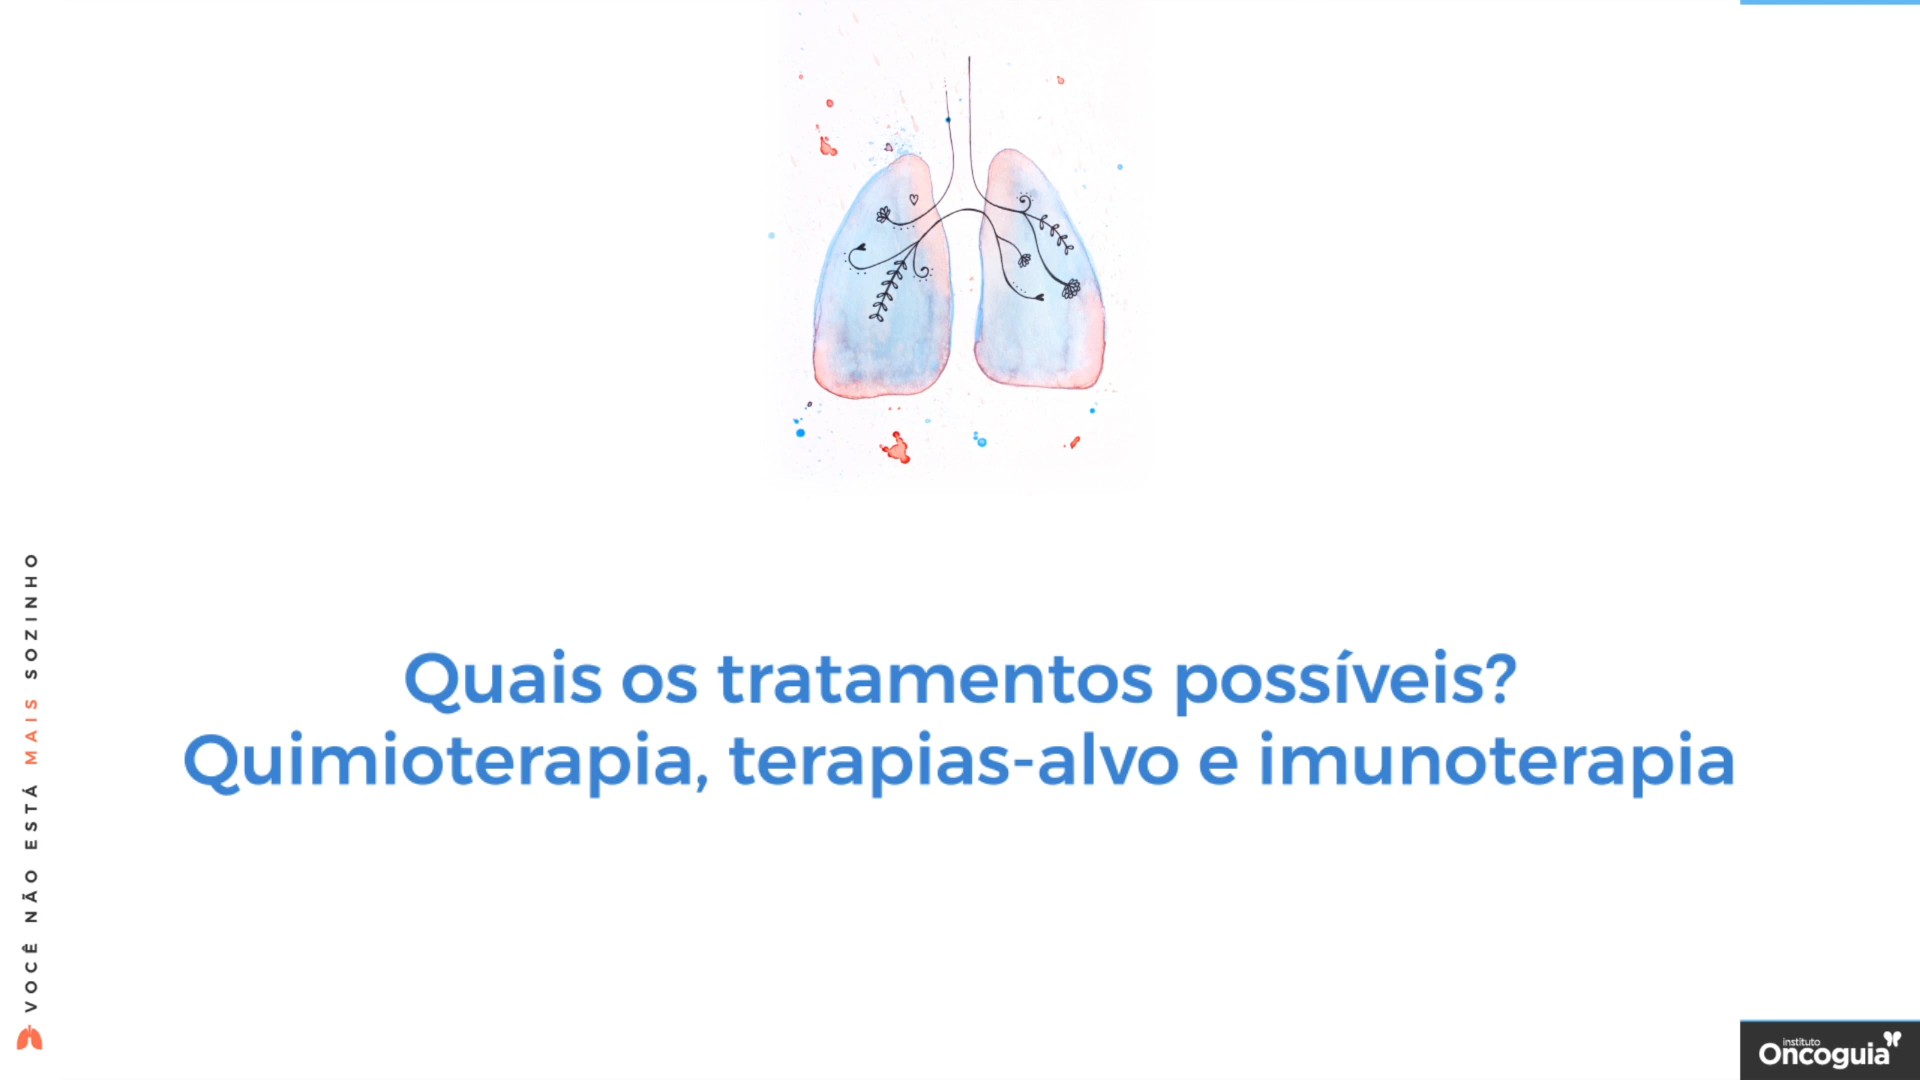 Quais os tratamentos possíveis?
Quimioterapia, terapias-alvo e imunoterapia
VOCÊ NÃO ESTÁ MAIS SOZINHO
instituto
Oncoguia